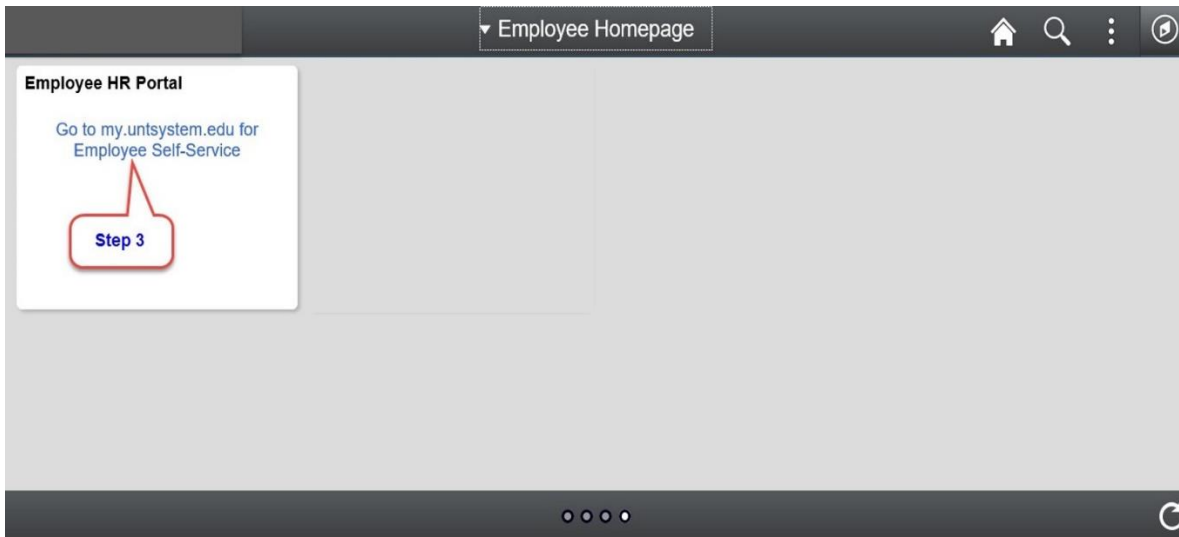 Employee Homepage
Employee HR Portal
Go to my.untsystem.edu for
Employee Self-Service
Step 3